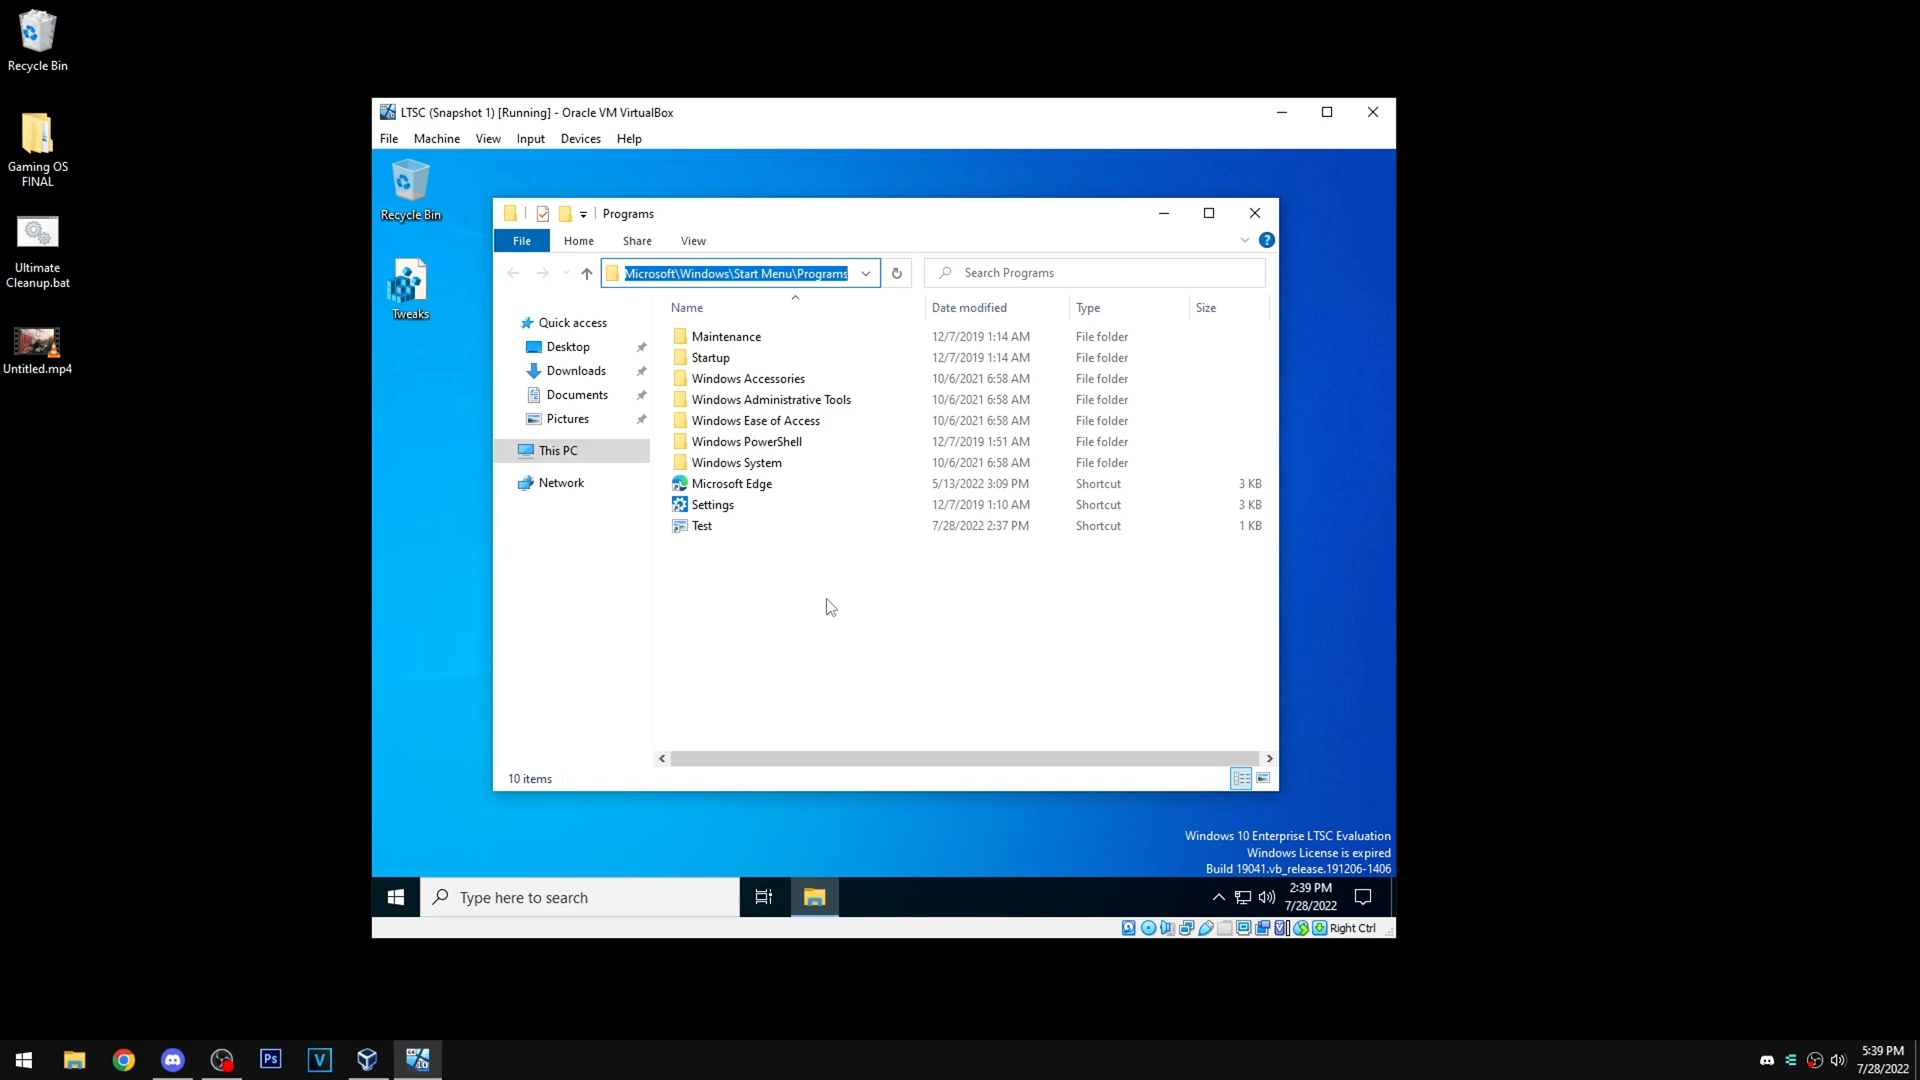 Recycle Bin
Gaming OS
FINAL
Ultimate
Cleanup.bat
Untitled.mp4
LTSC (Snapshot 1) [Running] - Oracle VM VirtualBox
File Machine View Input Devices Help
Recycle Bin
Tweaks
Programs
File Home Share View
Microsoft\Windows\Start Menu\Programs
Search Programs
Name Date modified Type Size
Quick access
Desktop
Downloads
Documents
Pictures
This PC
Network
Maintenance 12/7/2019 1:14 AM File folder
Startup 12/7/2019 1:14 AM File folder
Windows Accessories 10/6/2021 6:58 AM File folder
Windows Administrative Tools 10/6/2021 6:58 AM File folder
Windows Ease of Access 10/6/2021 6:58 AM File folder
Windows PowerShell 12/7/2019 1:51 AM File folder
Windows System 10/6/2021 6:58 AM File folder
Microsoft Edge 5/13/2022 3:09 PM Shortcut 3 KB
Settings 12/7/2019 1:10 AM Shortcut 3 KB
Test 7/28/2022 2:37 PM Shortcut 1 KB
10 items
Windows 10 Enterprise LTSC Evaluation
Windows License is expired
Build 19041.vb_release.191206-1406
Type here to search
2:39 PM
7/28/2022
Right Ctrl
Ps
V
10
5:39 PM
7/28/2022